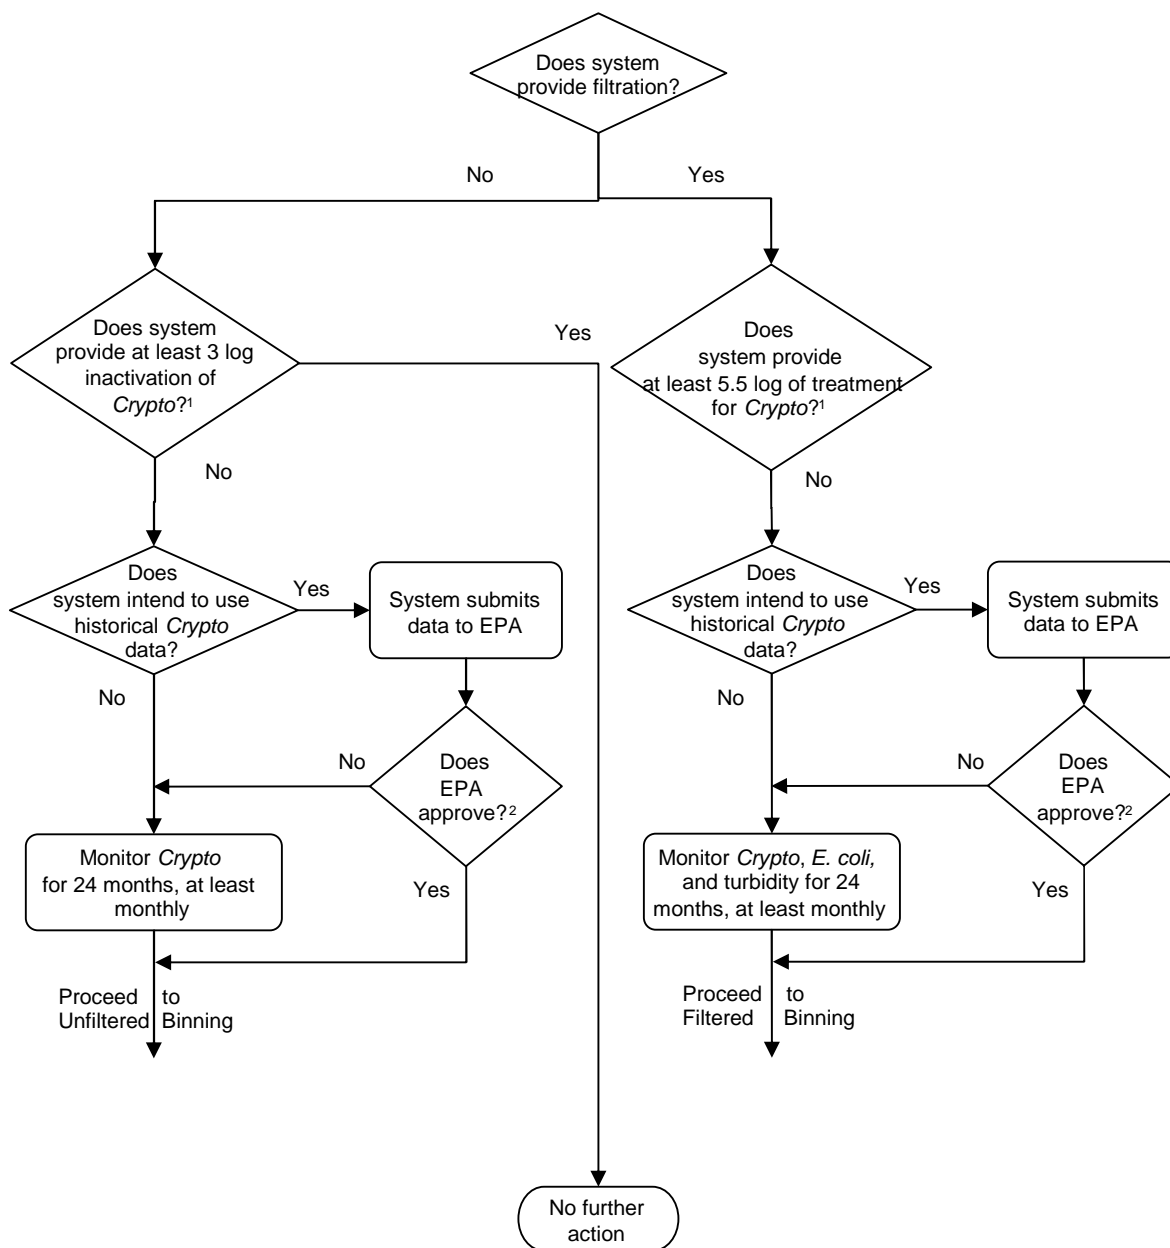 Does system
provide filtration?
No
Yes
Does system
provide at least 3 log
inactivation of
Crypto?¹
Yes
Does
system provide
at least 5.5 log of treatment
for Crypto?¹
No
No
Does
system intend to use
historical Crypto
data?
Yes
System submits
data to EPA
Does
system intend to use
historical Crypto
data?
Yes
System submits
data to EPA
No
No
Does
EPA
approve?²
No
No
Does
EPA
approve?²
Monitor Crypto
for 24 months, at least
monthly
Yes
Monitor Crypto, E. coli,
and turbidity for 24
months, at least monthly
Yes
Proceed to
Unfiltered Binning
Proceed to
Filtered Binning
No further
action